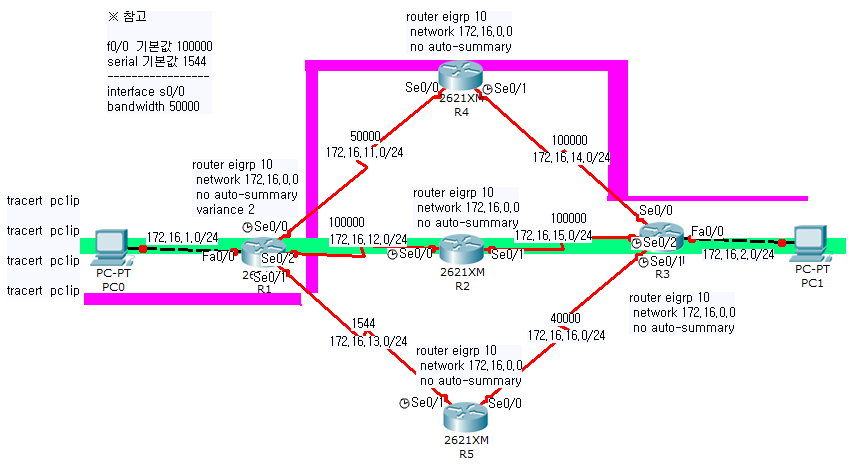 ※ 참고
f0/0 기본값 100000
serial 기본값 1544
-----------------
interface s0/0
bandwidth 50000
router eigrp 10
network 172.16.0.0
no auto-summary
Se0/0
Se0/1
2621XM
R4
50000
172.16.11.0/24
100000
172.16.14.0/24
router eigrp 10
network 172.16.0.0
no auto-summary
variance 2
router eigrp 10
network 172.16.0.0
no auto-summary
tracert pc1ip
tracert pc1ip
tracert pc1ip
tracert pc1ip
PC-PT
PC0
172.16.1.0/24
Fa0/0
Se0/0
Se0/2
Se0/1
R1
100000
172.16.12.0/24
Se0/0
Se0/1
2621XM
R2
100000
172.16.15.0/24
Se0/0
Se0/2
Se0/1
R3
Fa0/0
172.16.2.0/24
PC-PT
PC1
router eigrp 10
network 172.16.0.0
no auto-summary
1544
172.16.13.0/24
40000
172.16.16.0/24
router eigrp 10
network 172.16.0.0
no auto-summary
Se0/1
Se0/0
2621XM
R5